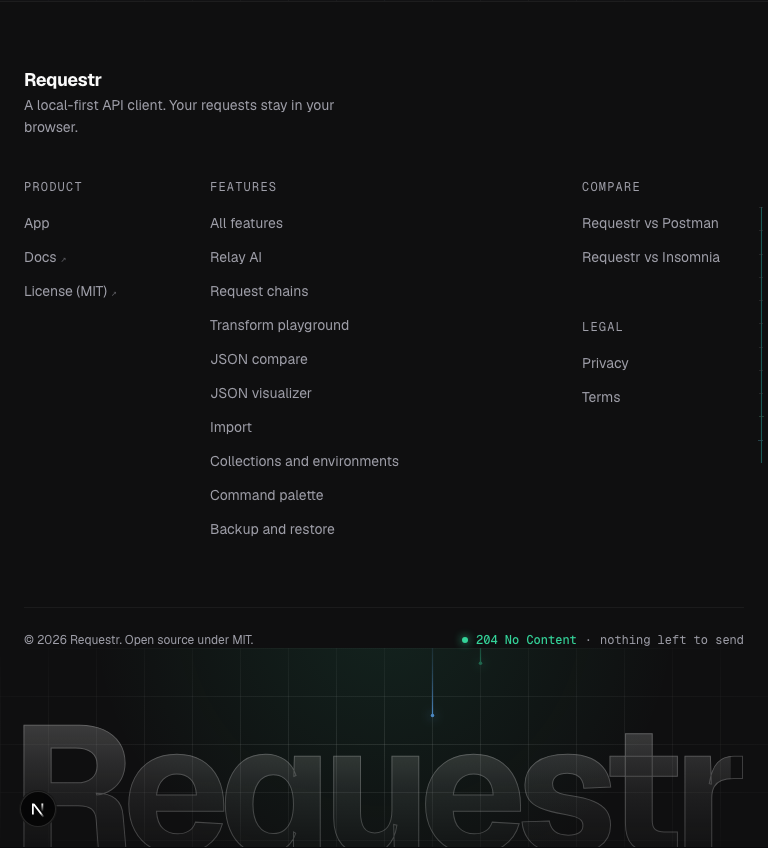 Requestr
A local-first API client. Your requests stay in your
browser.
PRODUCT
App
Docs ↗
License (MIT) ↗
FEATURES
All features
Relay AI
Request chains
Transform playground
JSON compare
JSON visualizer
Import
Collections and environments
Command palette
Backup and restore
COMPARE
Requestr vs Postman
Requestr vs Insomnia
LEGAL
Privacy
Terms
© 2026 Requestr. Open source under MIT.
204 No Content · nothing left to send
Requestr
N